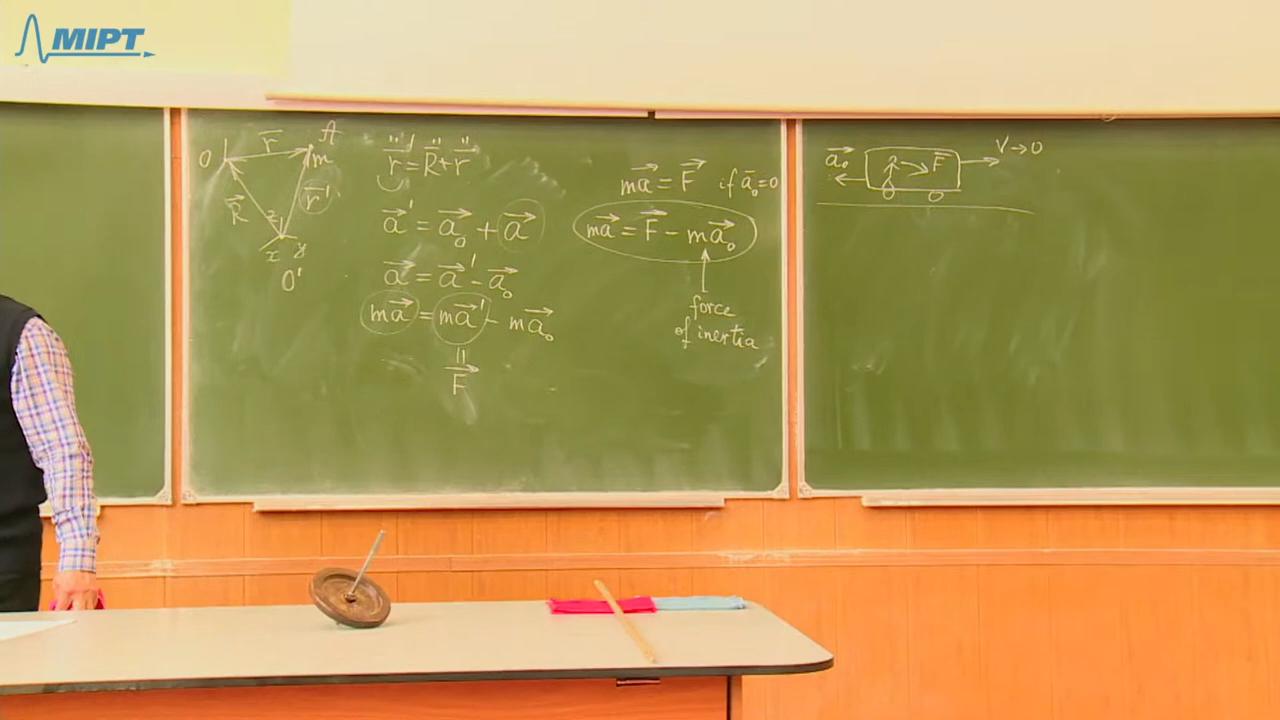 MIPT
O r⃗ A
m
R⃗ r⃗'
z
x y
O'
r̈⃗' = R̈⃗ + r̈⃗
a⃗' = a⃗₀ + a⃗
a⃗ = a⃗' - a⃗₀
ma⃗ = ma⃗' - ma⃗₀
"
F⃗
ma⃗ = F⃗ if a⃗₀=0
ma⃗ = F⃗ - ma⃗₀
force
of inertia
a⃗₀ F⃗ V→0